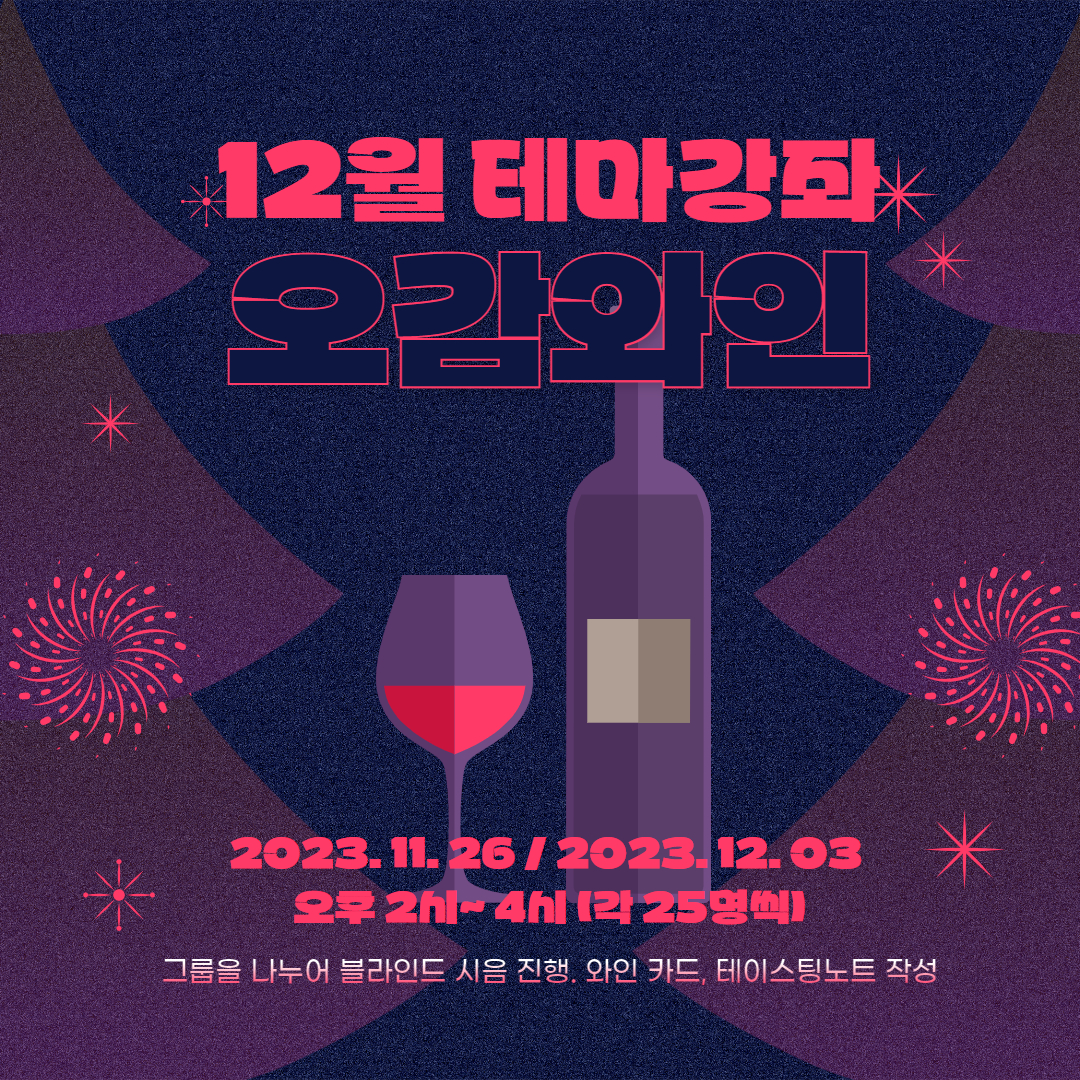 12월 테마강좌
오감와인
2023. 11. 26 / 2023. 12. 03
오후 2시~ 4시 (각 25명씩)
그룹을 나누어 블라인드 시음 진행. 와인 카드, 테이스팅노트 작성